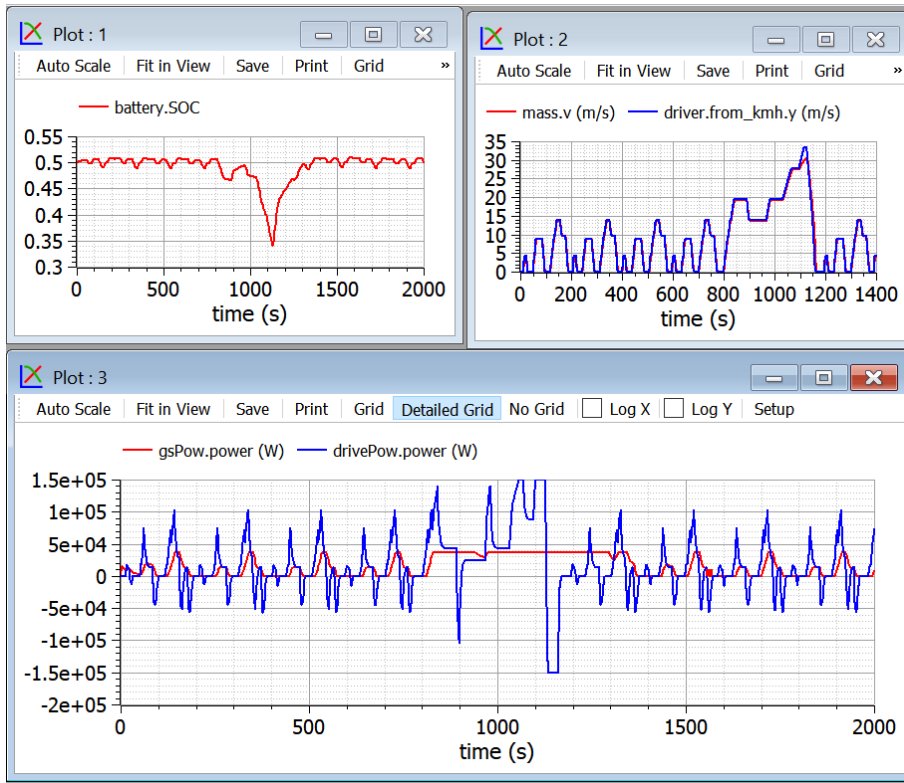 Plot : 1
Auto Scale Fit in View Save Print Grid »
battery.SOC
0.55
0.5
0.45
0.4
0.35
0.3
0 500 1000 1500 2000
time (s)
Plot : 2
Auto Scale Fit in View Save Print Grid »
mass.v (m/s) driver.from_kmh.y (m/s)
35
30
25
20
15
10
5
0
0 200 400 600 800 1000 1200 1400
time (s)
Plot : 3
Auto Scale Fit in View Save Print Grid Detailed Grid No Grid Log X Log Y Setup
gsPow.power (W) drivePow.power (W)
1.5e+05
1e+05
5e+04
0
-5e+04
-1e+05
-1.5e+05
-2e+05
0 500 1000 1500 2000
time (s)